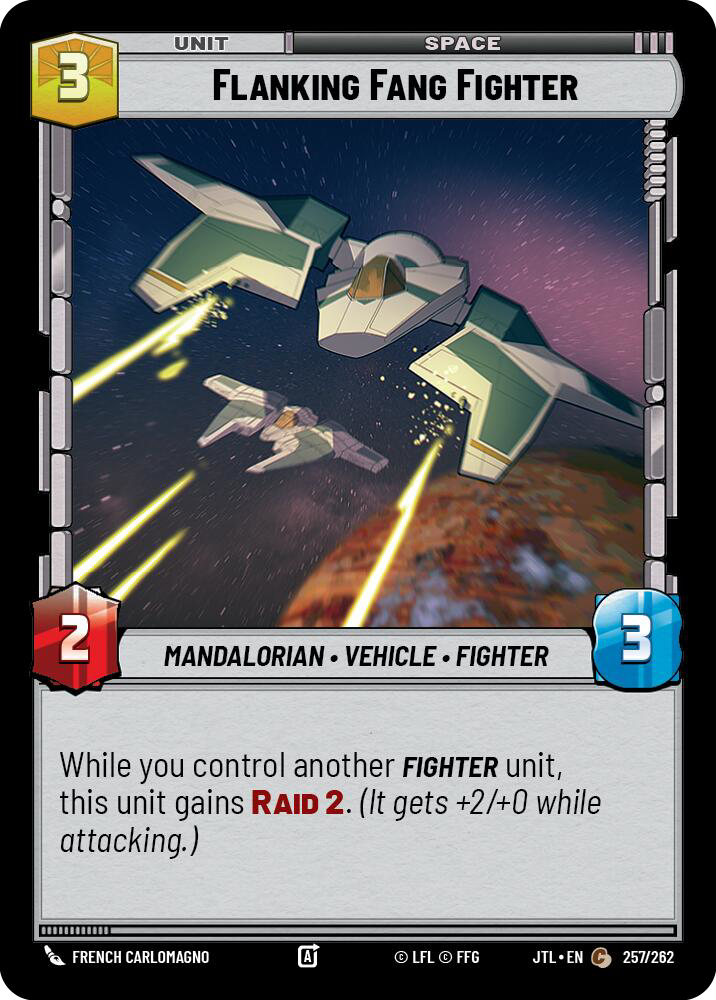 UNIT
SPACE
3
FLANKING FANG FIGHTER
2
MANDALORIAN • VEHICLE • FIGHTER
3
While you control another FIGHTER unit,
this unit gains RAID 2. (It gets +2/+0 while
attacking.)
FRENCH CARLOMAGNO
A
© LFL © FFG
JTL • EN
C
257/262